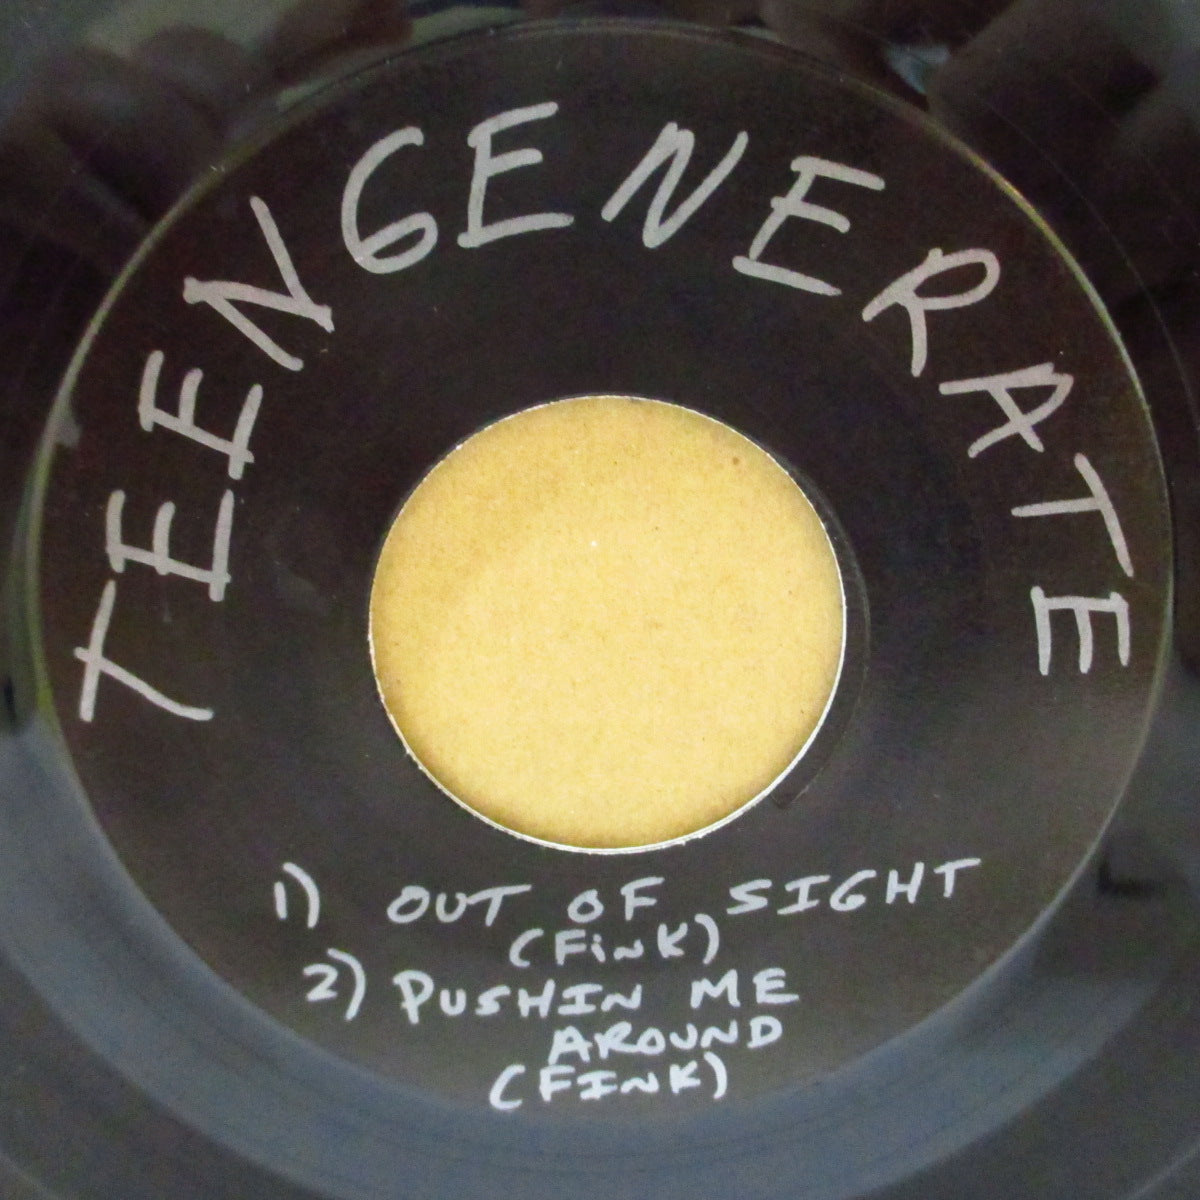 TEENGENERATE
1) OUT OF SIGHT
(FiNK)
2) PUSHIN ME
AROUND
(FINK)